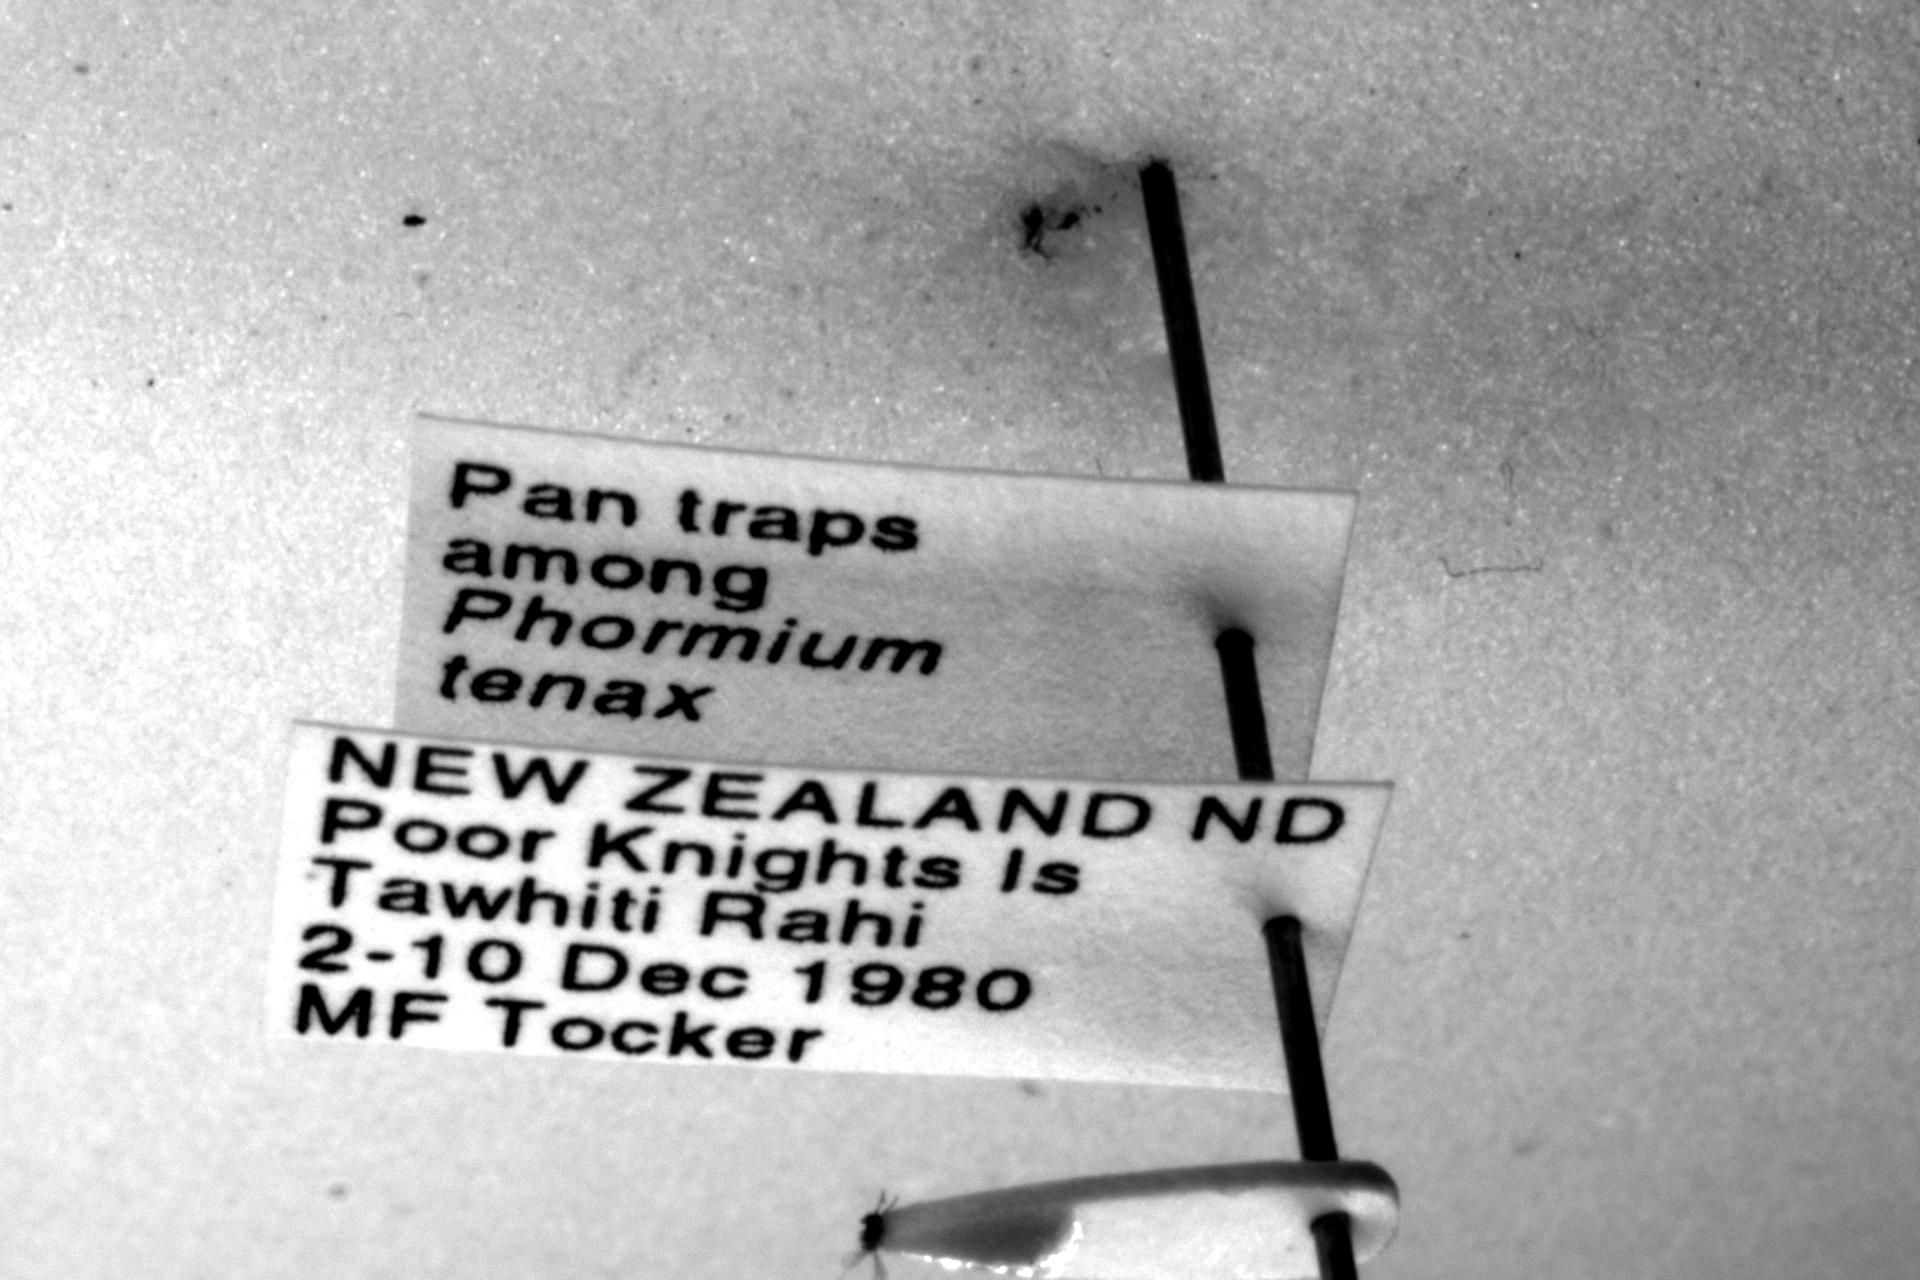 Pan traps
among
Phormium
tenax
NEW ZEALAND ND
Poor Knights Is
Tawhiti Rahi
2-10 Dec 1980
MF Tocker